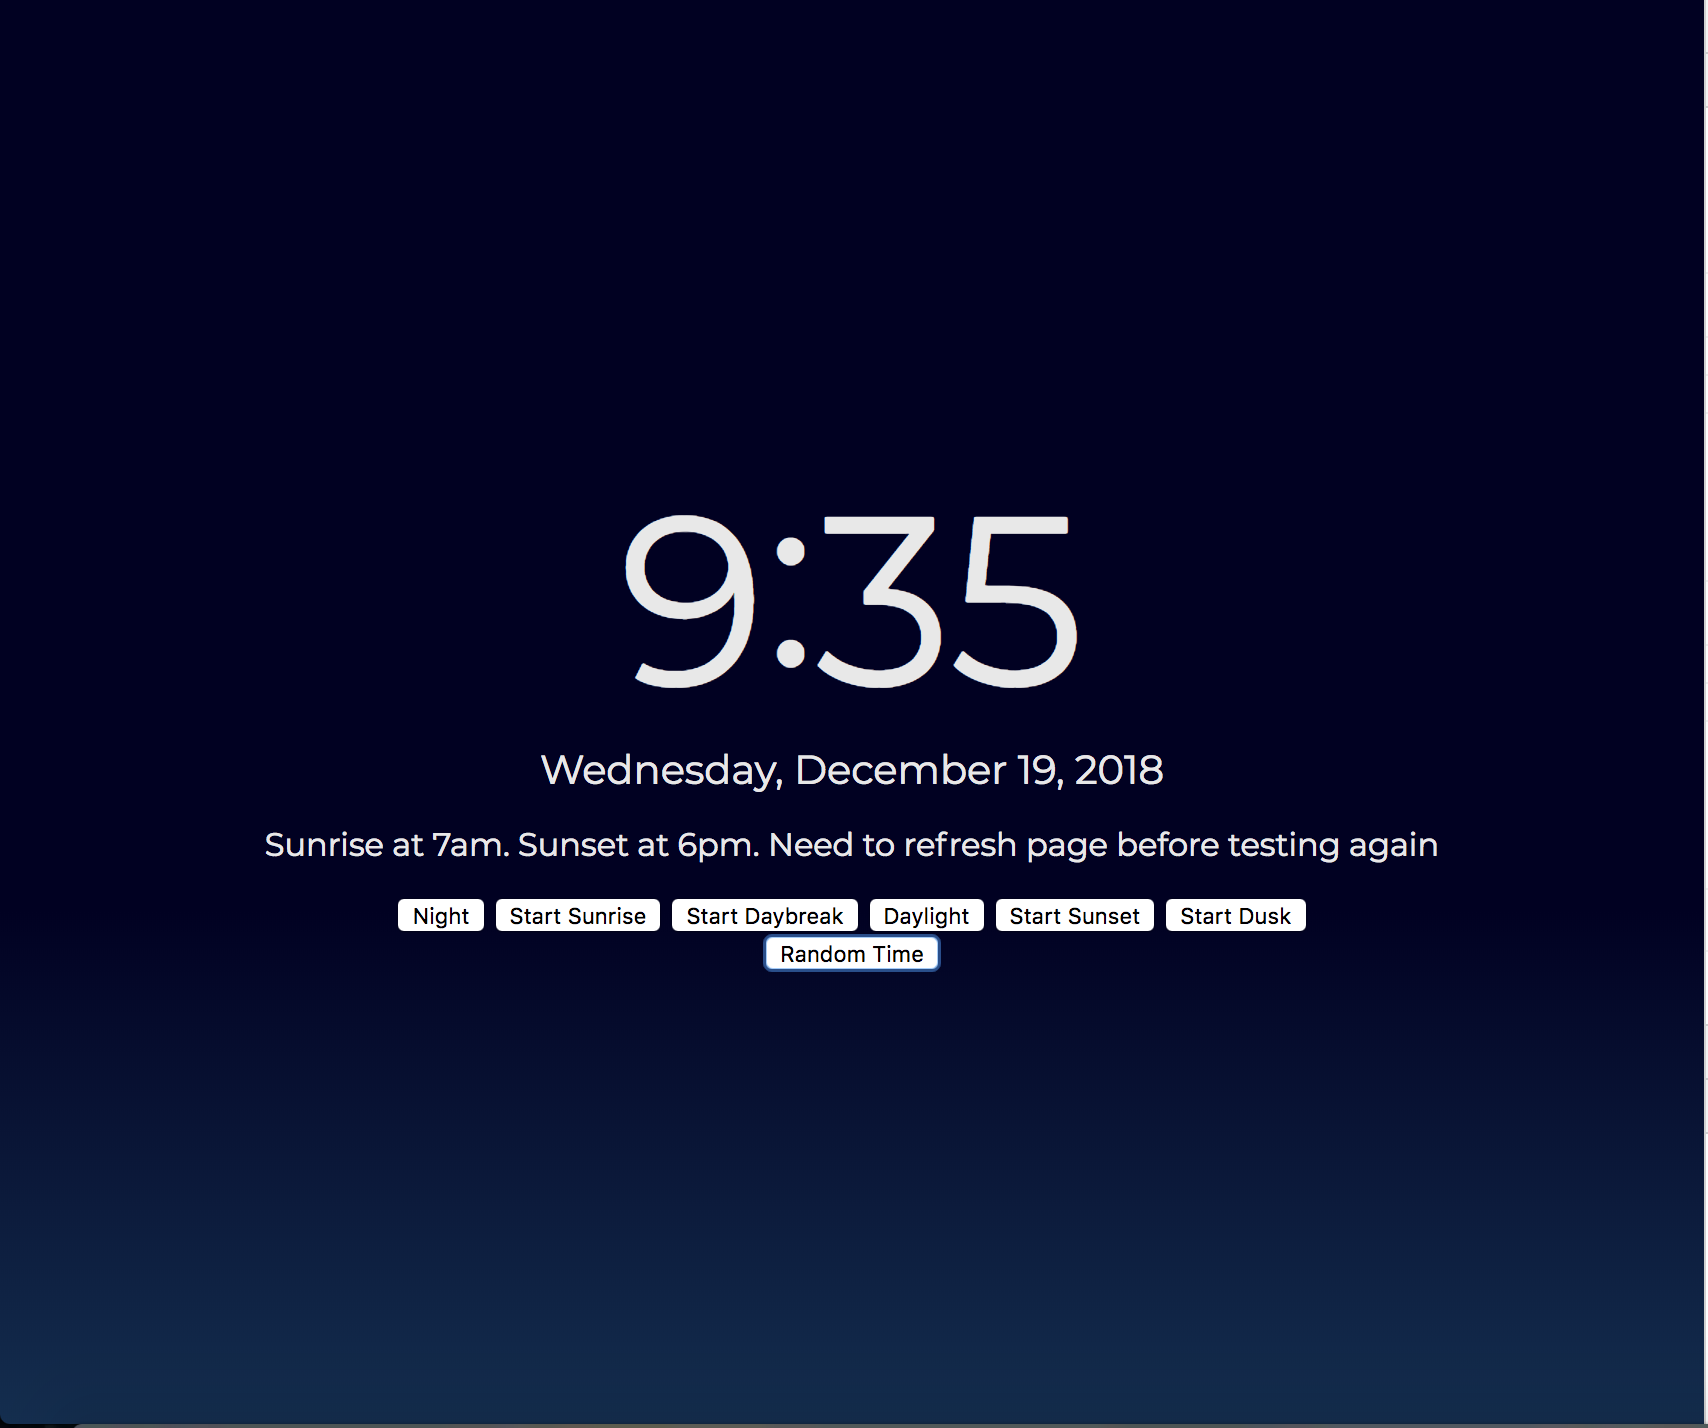 9:35
Wednesday, December 19, 2018
Sunrise at 7am. Sunset at 6pm. Need to refresh page before testing again
Night Start Sunrise Start Daybreak Daylight Start Sunset Start Dusk
Random Time